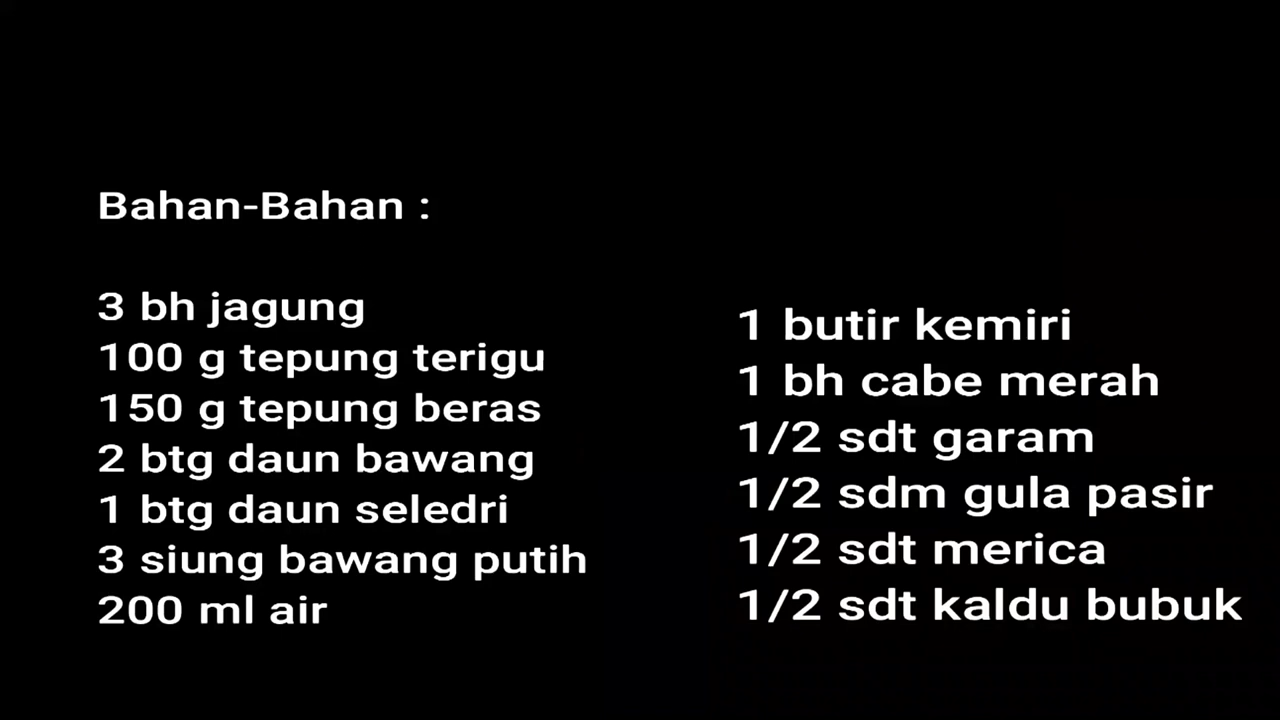 Bahan-Bahan :
3 bh jagung
100 g tepung terigu
150 g tepung beras
2 btg daun bawang
1 btg daun seledri
3 siung bawang putih
200 ml air
1 butir kemiri
1 bh cabe merah
1/2 sdt garam
1/2 sdm gula pasir
1/2 sdt merica
1/2 sdt kaldu bubuk